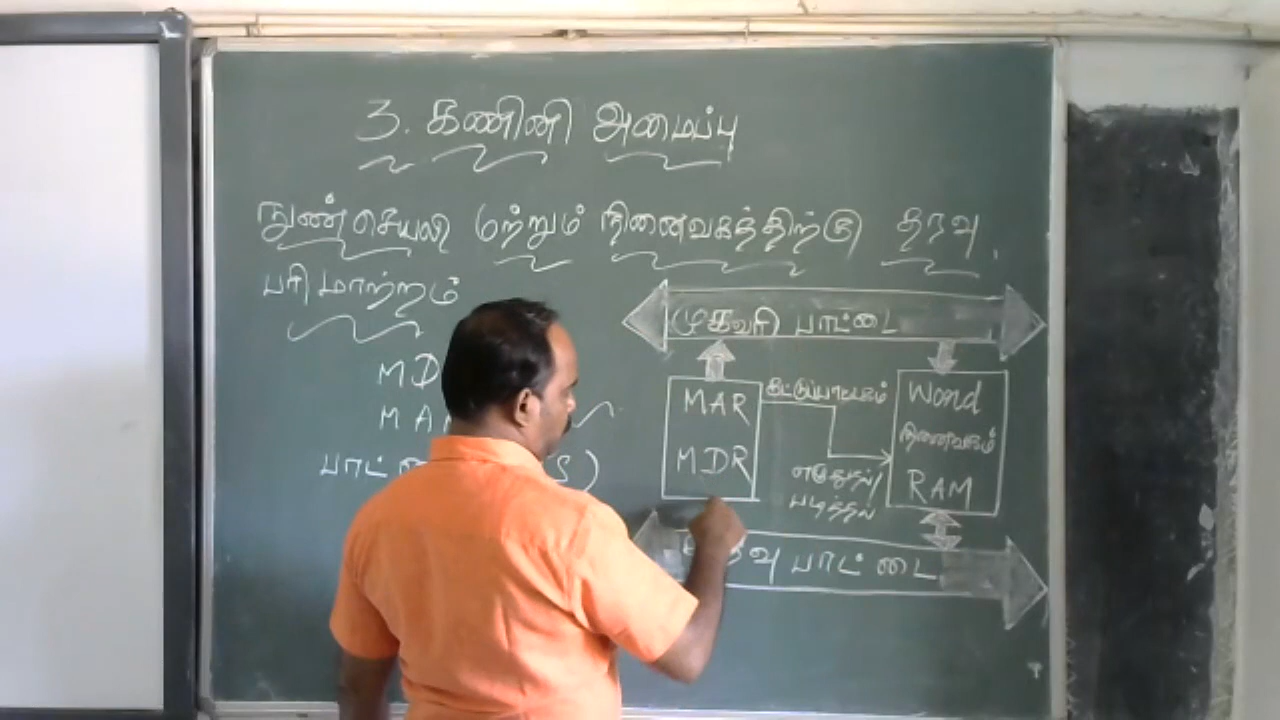 3. கணினி அமைப்பு
நுண்செயலி மற்றும் நினைவகத்திற்கு தரவு
பரிமாற்றம்
முகவரி பாட்டை
MD
MA
பாட்
S)
MAR
MDR
கட்டுப்பாட்டகம்
எழுதுதல்/
படித்தல்
Word
நினைவகம்
RAM
பாட்டை